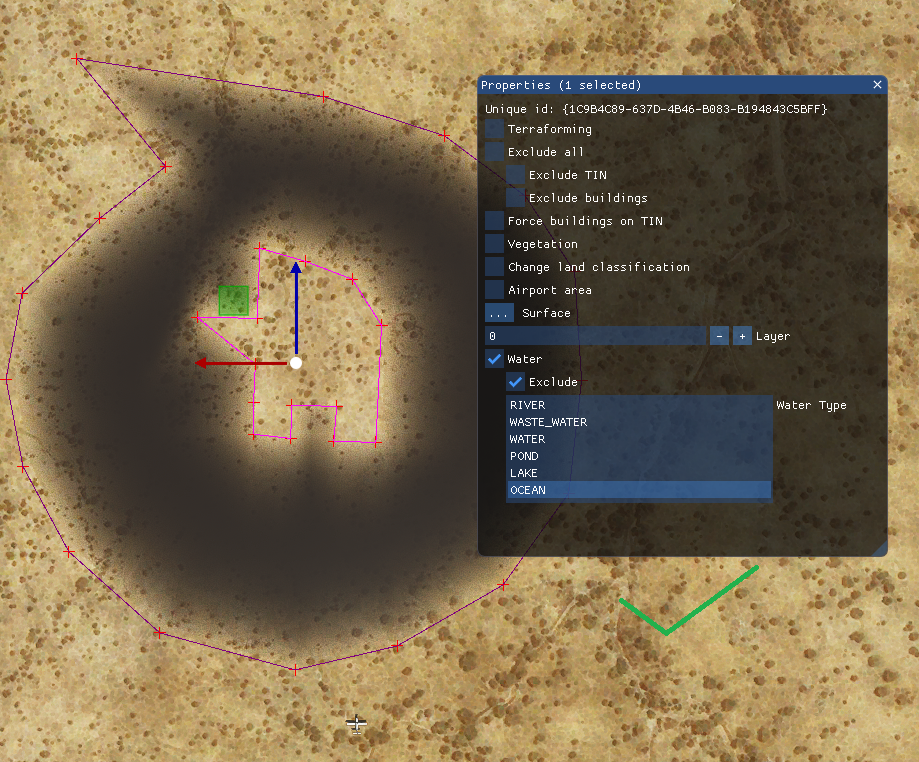 Properties (1 selected)
Unique id: {1C9B4C89-637D-4B46-B083-B194843C5BFF}
Terraforming
Exclude all
Exclude TIN
Exclude buildings
Force buildings on TIN
Vegetation
Change land classification
Airport area
... Surface
0 - + Layer
Water
Exclude
RIVER Water Type
WASTE_WATER
WATER
POND
LAKE
OCEAN